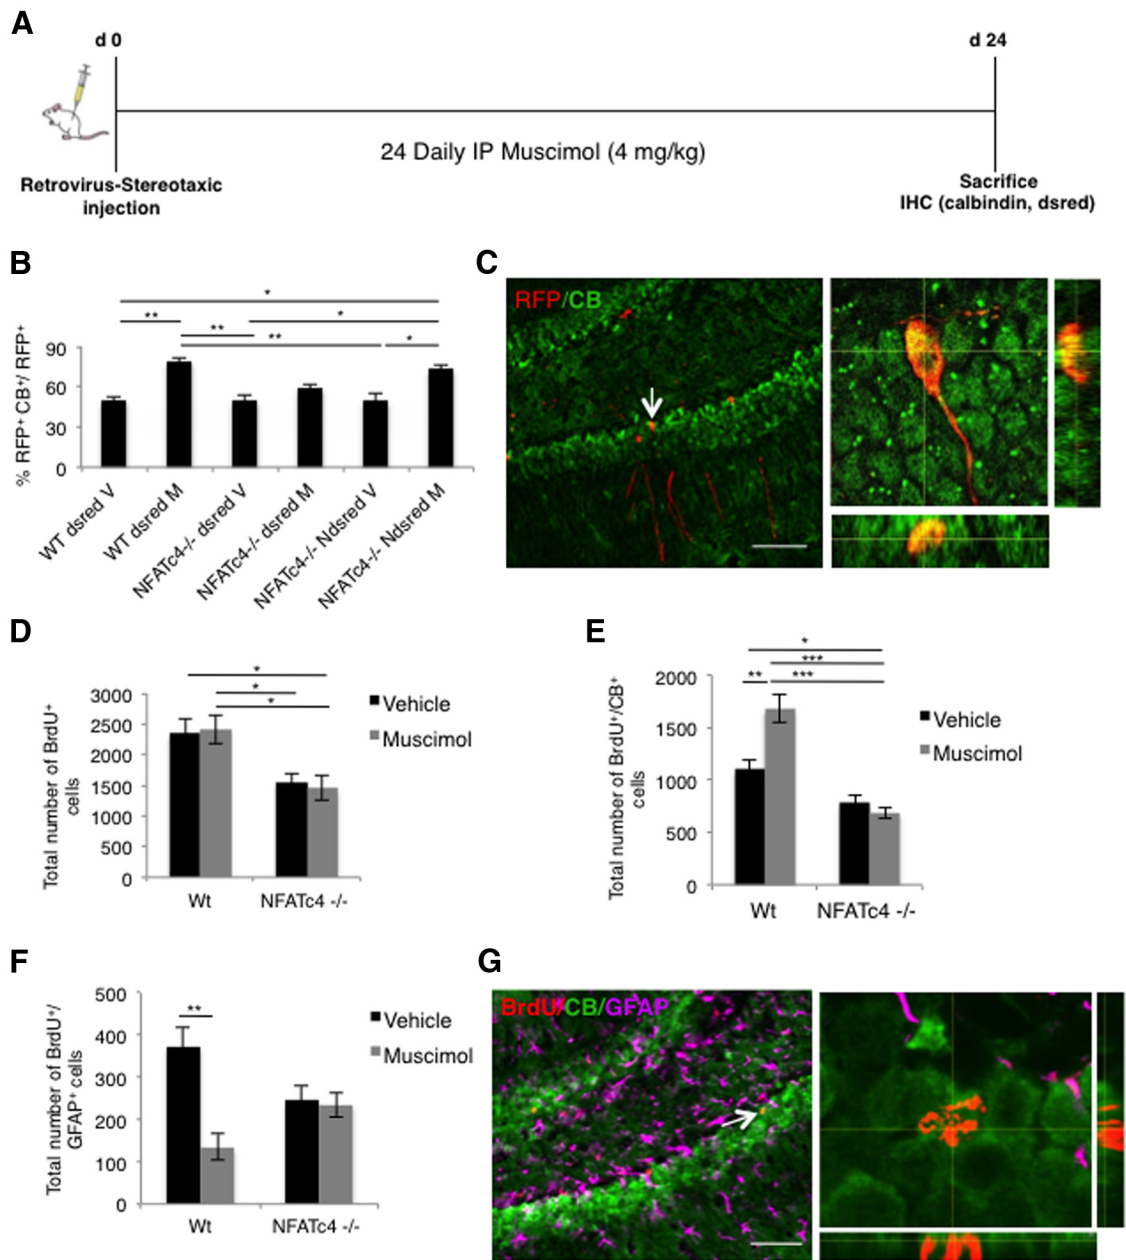 A
d 0
d 24
24 Daily IP Muscimol (4 mg/kg)
Retrovirus-Stereotaxic
injection
Sacrifice
IHC (calbindin, dsred)
B
% RFP⁺ CB⁺/ RFP⁺
90
60
30
0
*
**
*
**
**
*
WT dsred V
WT dsred M
NFATc4-/- dsred V
NFATc4-/- dsred M
NFATc4-/- Ndsred V
NFATc4-/- Ndsred M
C
RFP/CB
D
Total number of BrdU⁺
cells
3000
2500
2000
1500
1000
500
0
*
*
*
Vehicle
Muscimol
Wt
NFATc4 -/-
E
Total number of BrdU⁺/CB⁺
cells
2000
1500
1000
500
0
*
***
**
***
Vehicle
Muscimol
Wt
NFATc4 -/-
F
Total number of BrdU⁺/
GFAP⁺ cells
500
400
300
200
100
0
**
Vehicle
Muscimol
Wt
NFATc4 -/-
G
BrdU/CB/GFAP